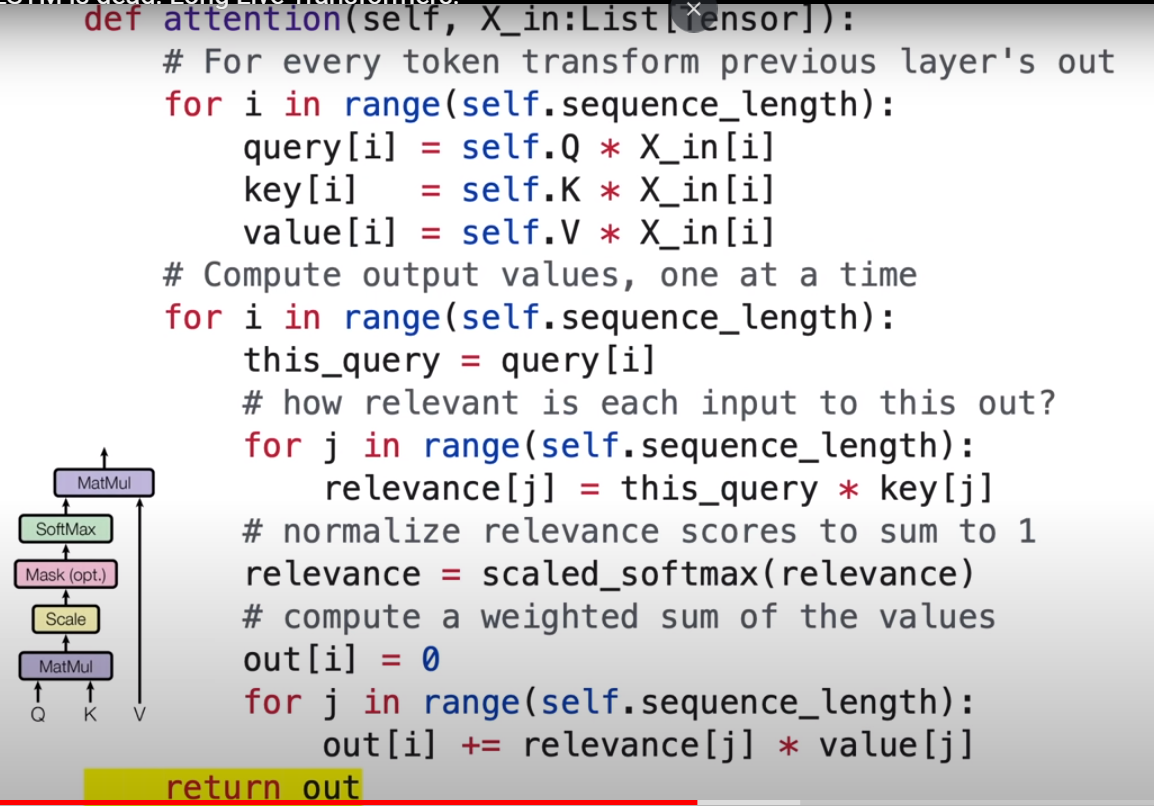 LSTM is dead. Long Live Transformers.
def attention(self, X_in:List[Tensor]):
# For every token transform previous layer's out
for i in range(self.sequence_length):
query[i] = self.Q * X_in[i]
key[i]   = self.K * X_in[i]
value[i] = self.V * X_in[i]
# Compute output values, one at a time
for i in range(self.sequence_length):
this_query = query[i]
# how relevant is each input to this out?
for j in range(self.sequence_length):
relevance[j] = this_query * key[j]
# normalize relevance scores to sum to 1
relevance = scaled_softmax(relevance)
# compute a weighted sum of the values
out[i] = 0
for j in range(self.sequence_length):
out[i] += relevance[j] * value[j]
return out
MatMul
SoftMax
Mask (opt.)
Scale
MatMul
Q K V